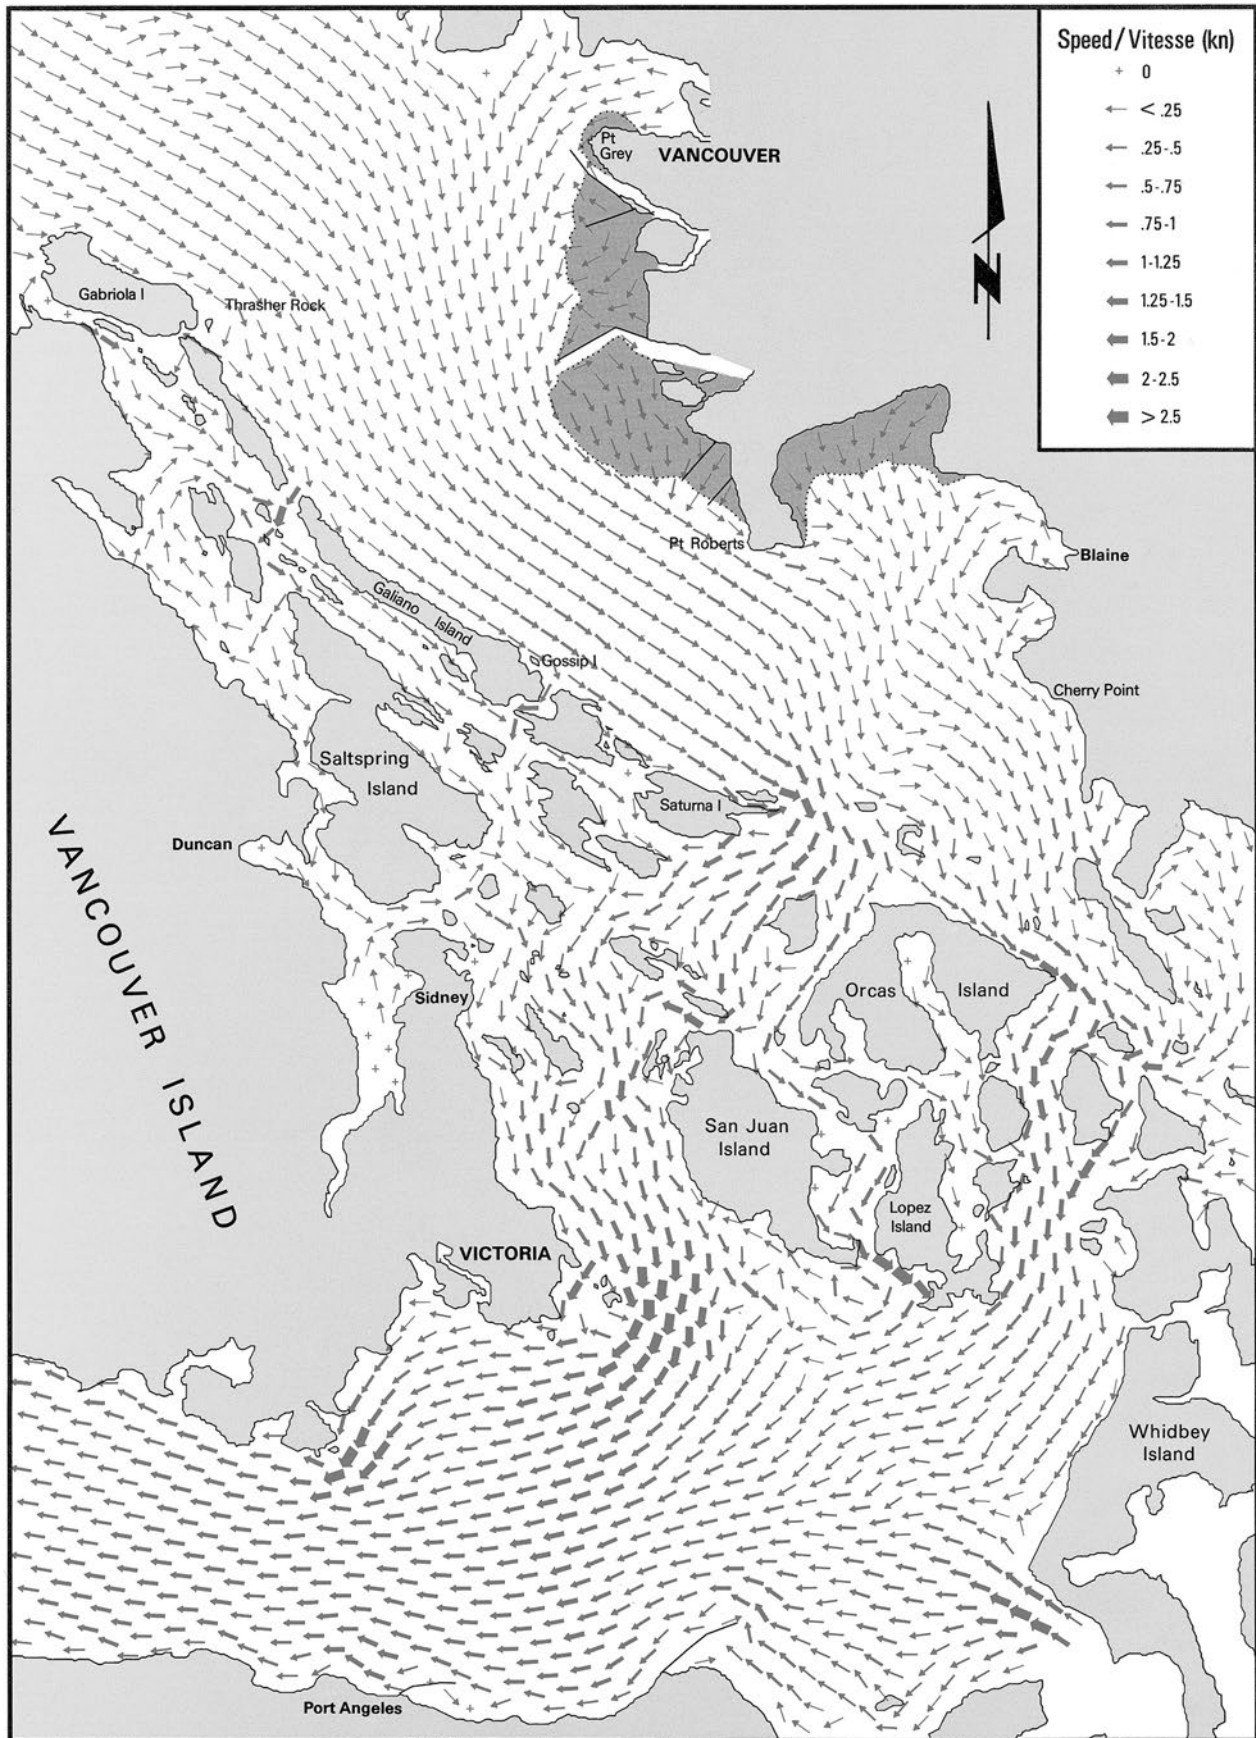 Speed/Vitesse (kn)
+ 0
< .25
.25-.5
.5-.75
.75-1
1-1.25
1.25-1.5
1.5-2
2-2.5
> 2.5
N
Pt
Grey
VANCOUVER
Gabriola I
Thrasher Rock
Pt Roberts
Blaine
Galiano
Island
Gossip I
Cherry Point
Saltspring
Island
Saturna I
Duncan
VANCOUVER ISLAND
Sidney
Orcas Island
San Juan
Island
Lopez
Island
VICTORIA
Whidbey
Island
Port Angeles